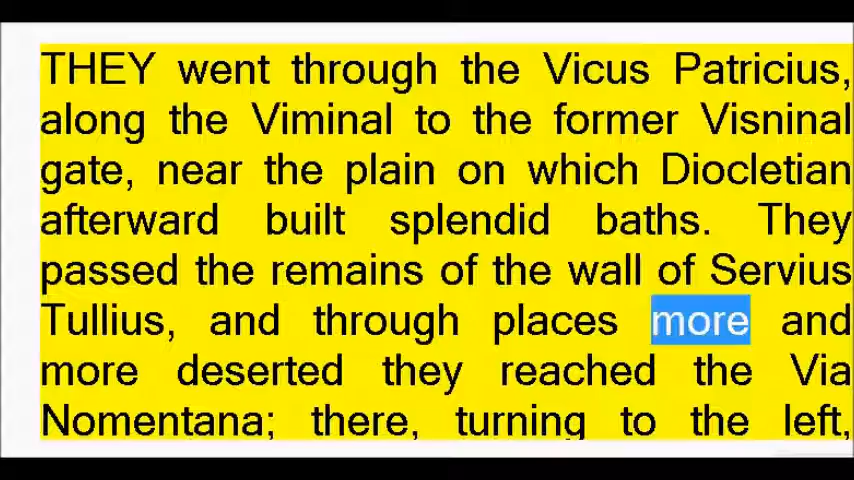 THEY went through the Vicus Patricius,
along the Viminal to the former Visninal
gate, near the plain on which Diocletian
afterward built splendid baths. They
passed the remains of the wall of Servius
Tullius, and through places more and
more deserted they reached the Via
Nomentana; there, turning to the left,